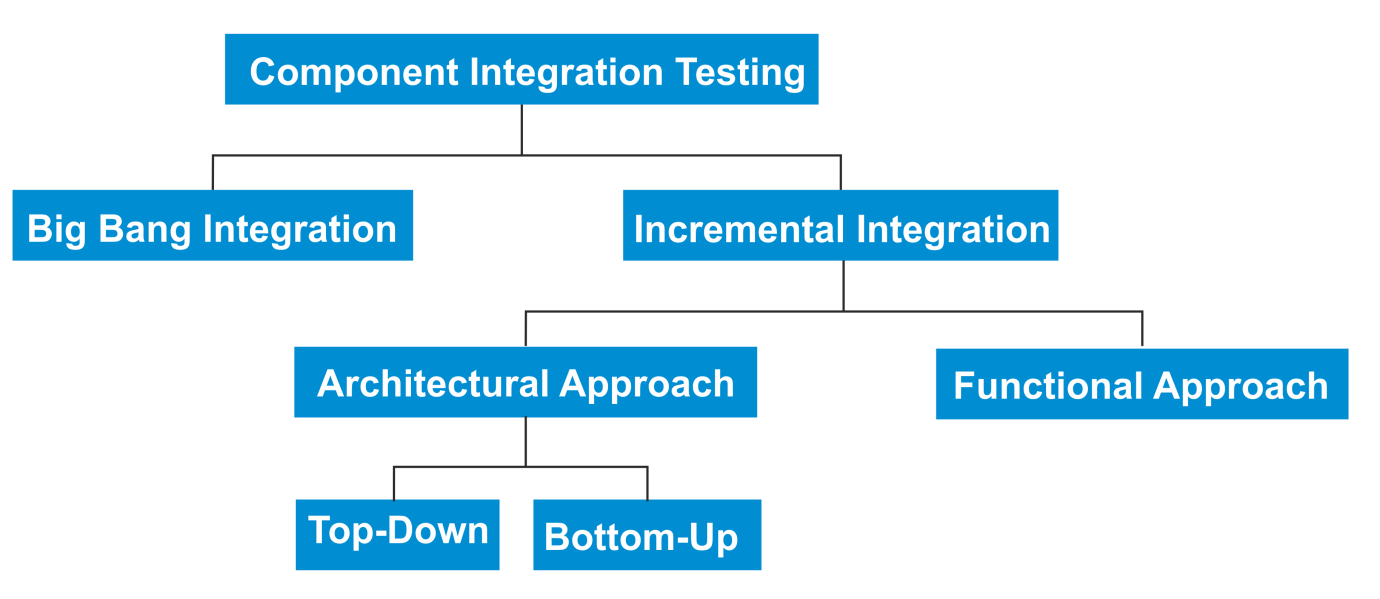 Component Integration Testing
Big Bang Integration
Incremental Integration
Architectural Approach
Functional Approach
Top-Down
Bottom-Up